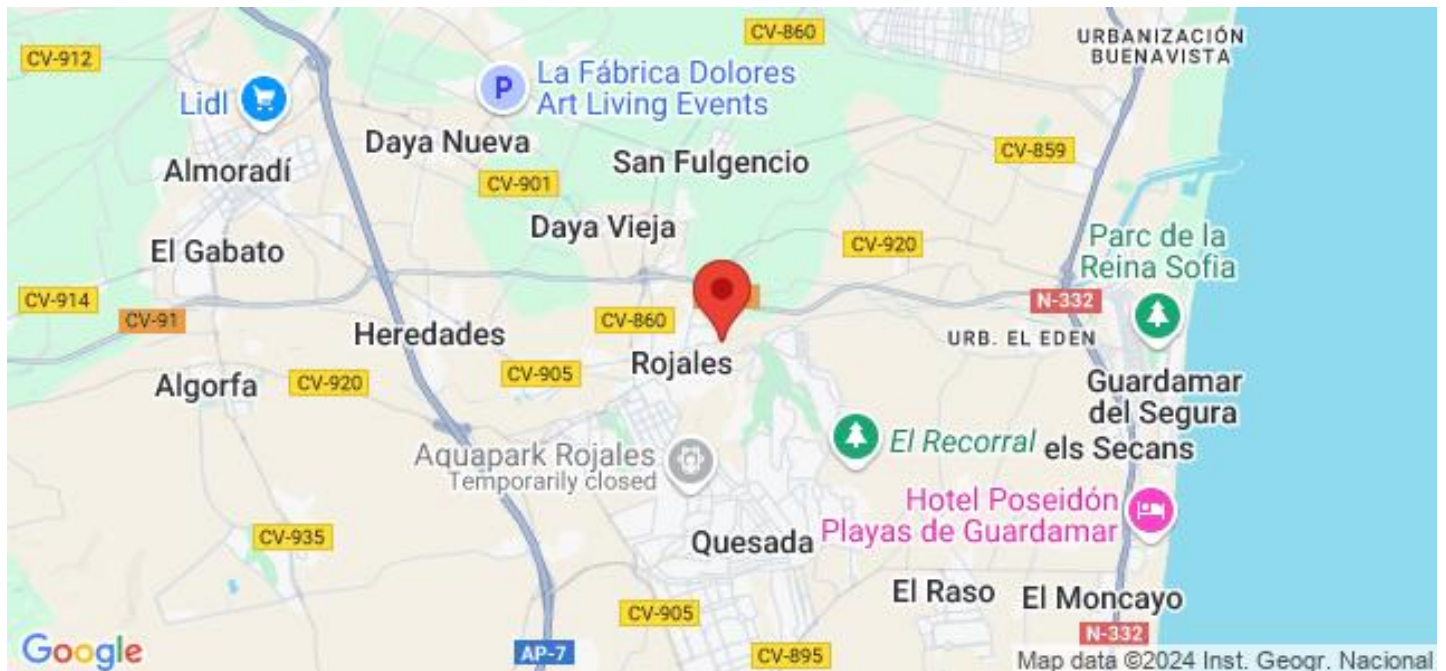 CV-912
CV-860
URBANIZACIÓN
BUENAVISTA
La Fábrica Dolores
Art Living Events
P
Lidl
Daya Nueva
Almoradí
San Fulgencio
CV-859
CV-901
Daya Vieja
El Gabato
CV-920
Parc de la
Reina Sofía
CV-914
CV-91
CV-860
N-332
Heredades
URB. EL EDEN
Rojales
Algorfa
CV-920
CV-905
Guardamar
del Segura
El Recorral
els Secans
Aquapark Rojales
Temporarily closed
Hotel Poseidón
Playas de Guardamar
CV-935
Quesada
El Raso
El Moncayo
CV-905
N-332
Google
AP-7
CV-895
Map data ©2024 Inst. Geogr. Nacional